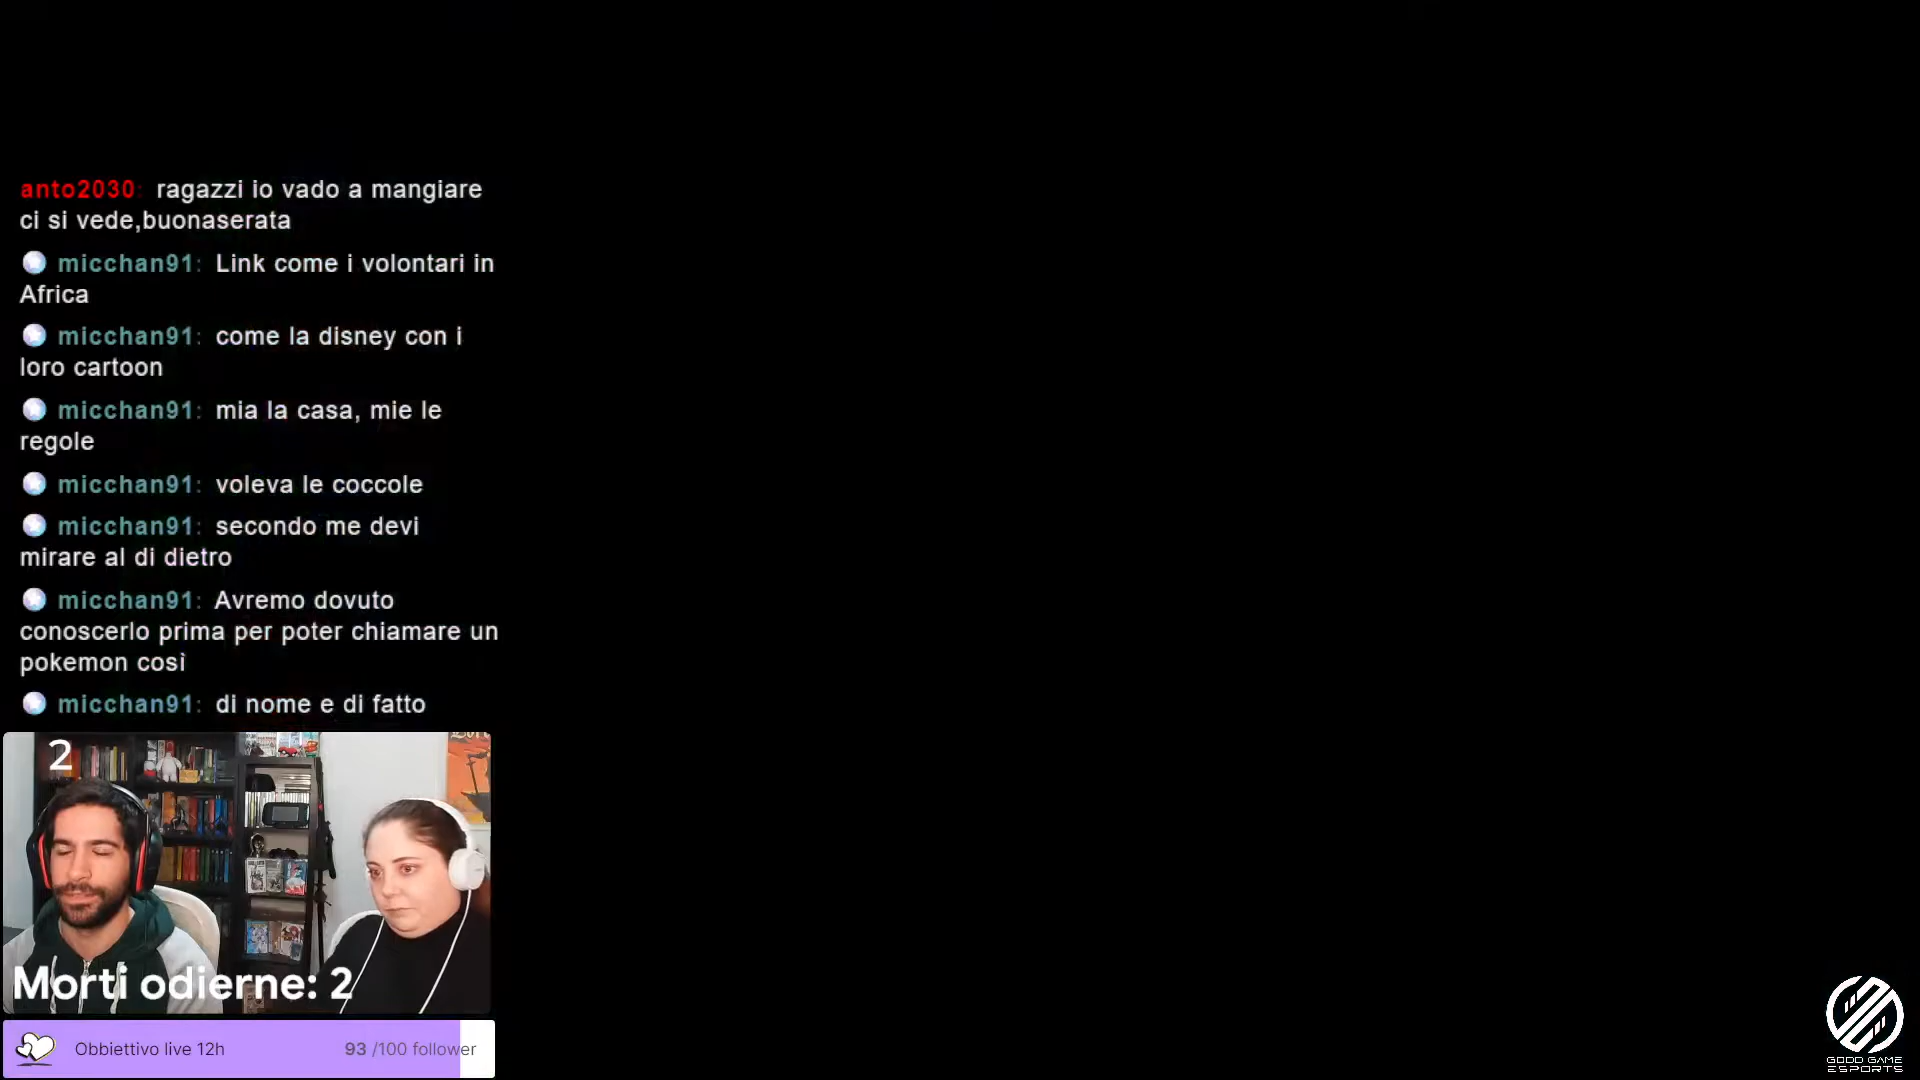 anto2030: ragazzi io vado a mangiare
ci si vede,buonaserata
micchan91: Link come i volontari in
Africa
micchan91: come la disney con i
loro cartoon
micchan91: mia la casa, mie le
regole
micchan91: voleva le coccole
micchan91: secondo me devi
mirare al di dietro
micchan91: Avremo dovuto
conoscerlo prima per poter chiamare un
pokemon così
micchan91: di nome e di fatto
2
Morti odierne: 2
Obbiettivo live 12h 93 /100 follower
GOOD GAME
ESPORTS